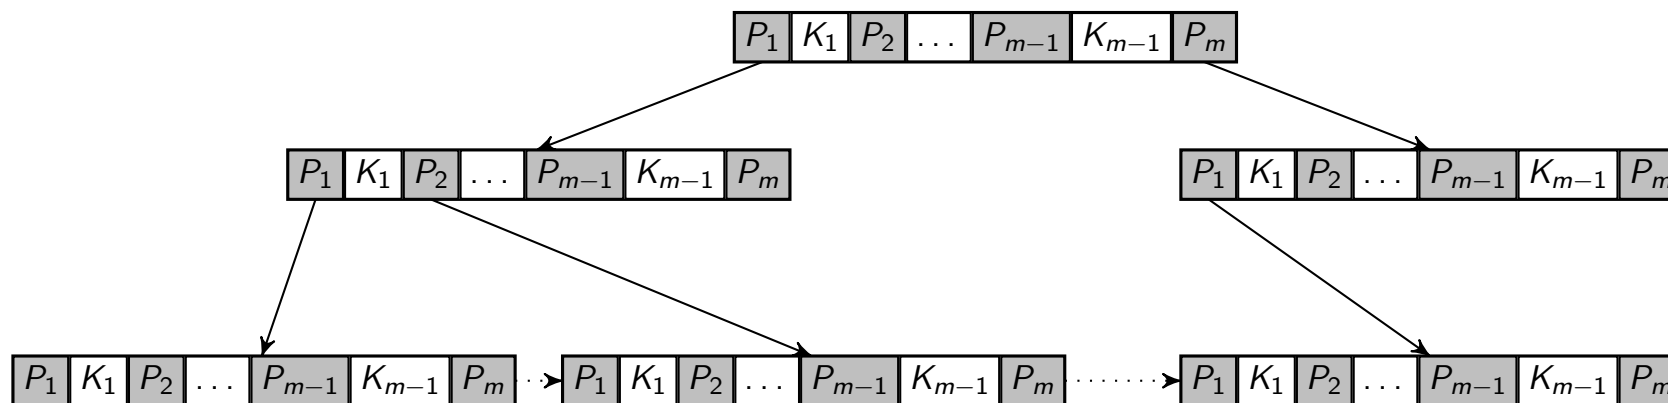 P₁ K₁ P₂ ... Pₘ₋₁ Kₘ₋₁ Pₘ
P₁ K₁ P₂ ... Pₘ₋₁ Kₘ₋₁ Pₘ
P₁ K₁ P₂ ... Pₘ₋₁ Kₘ₋₁ Pₘ
P₁ K₁ P₂ ... Pₘ₋₁ Kₘ₋₁ Pₘ
P₁ K₁ P₂ ... Pₘ₋₁ Kₘ₋₁ Pₘ
P₁ K₁ P₂ ... Pₘ₋₁ Kₘ₋₁ Pₘ